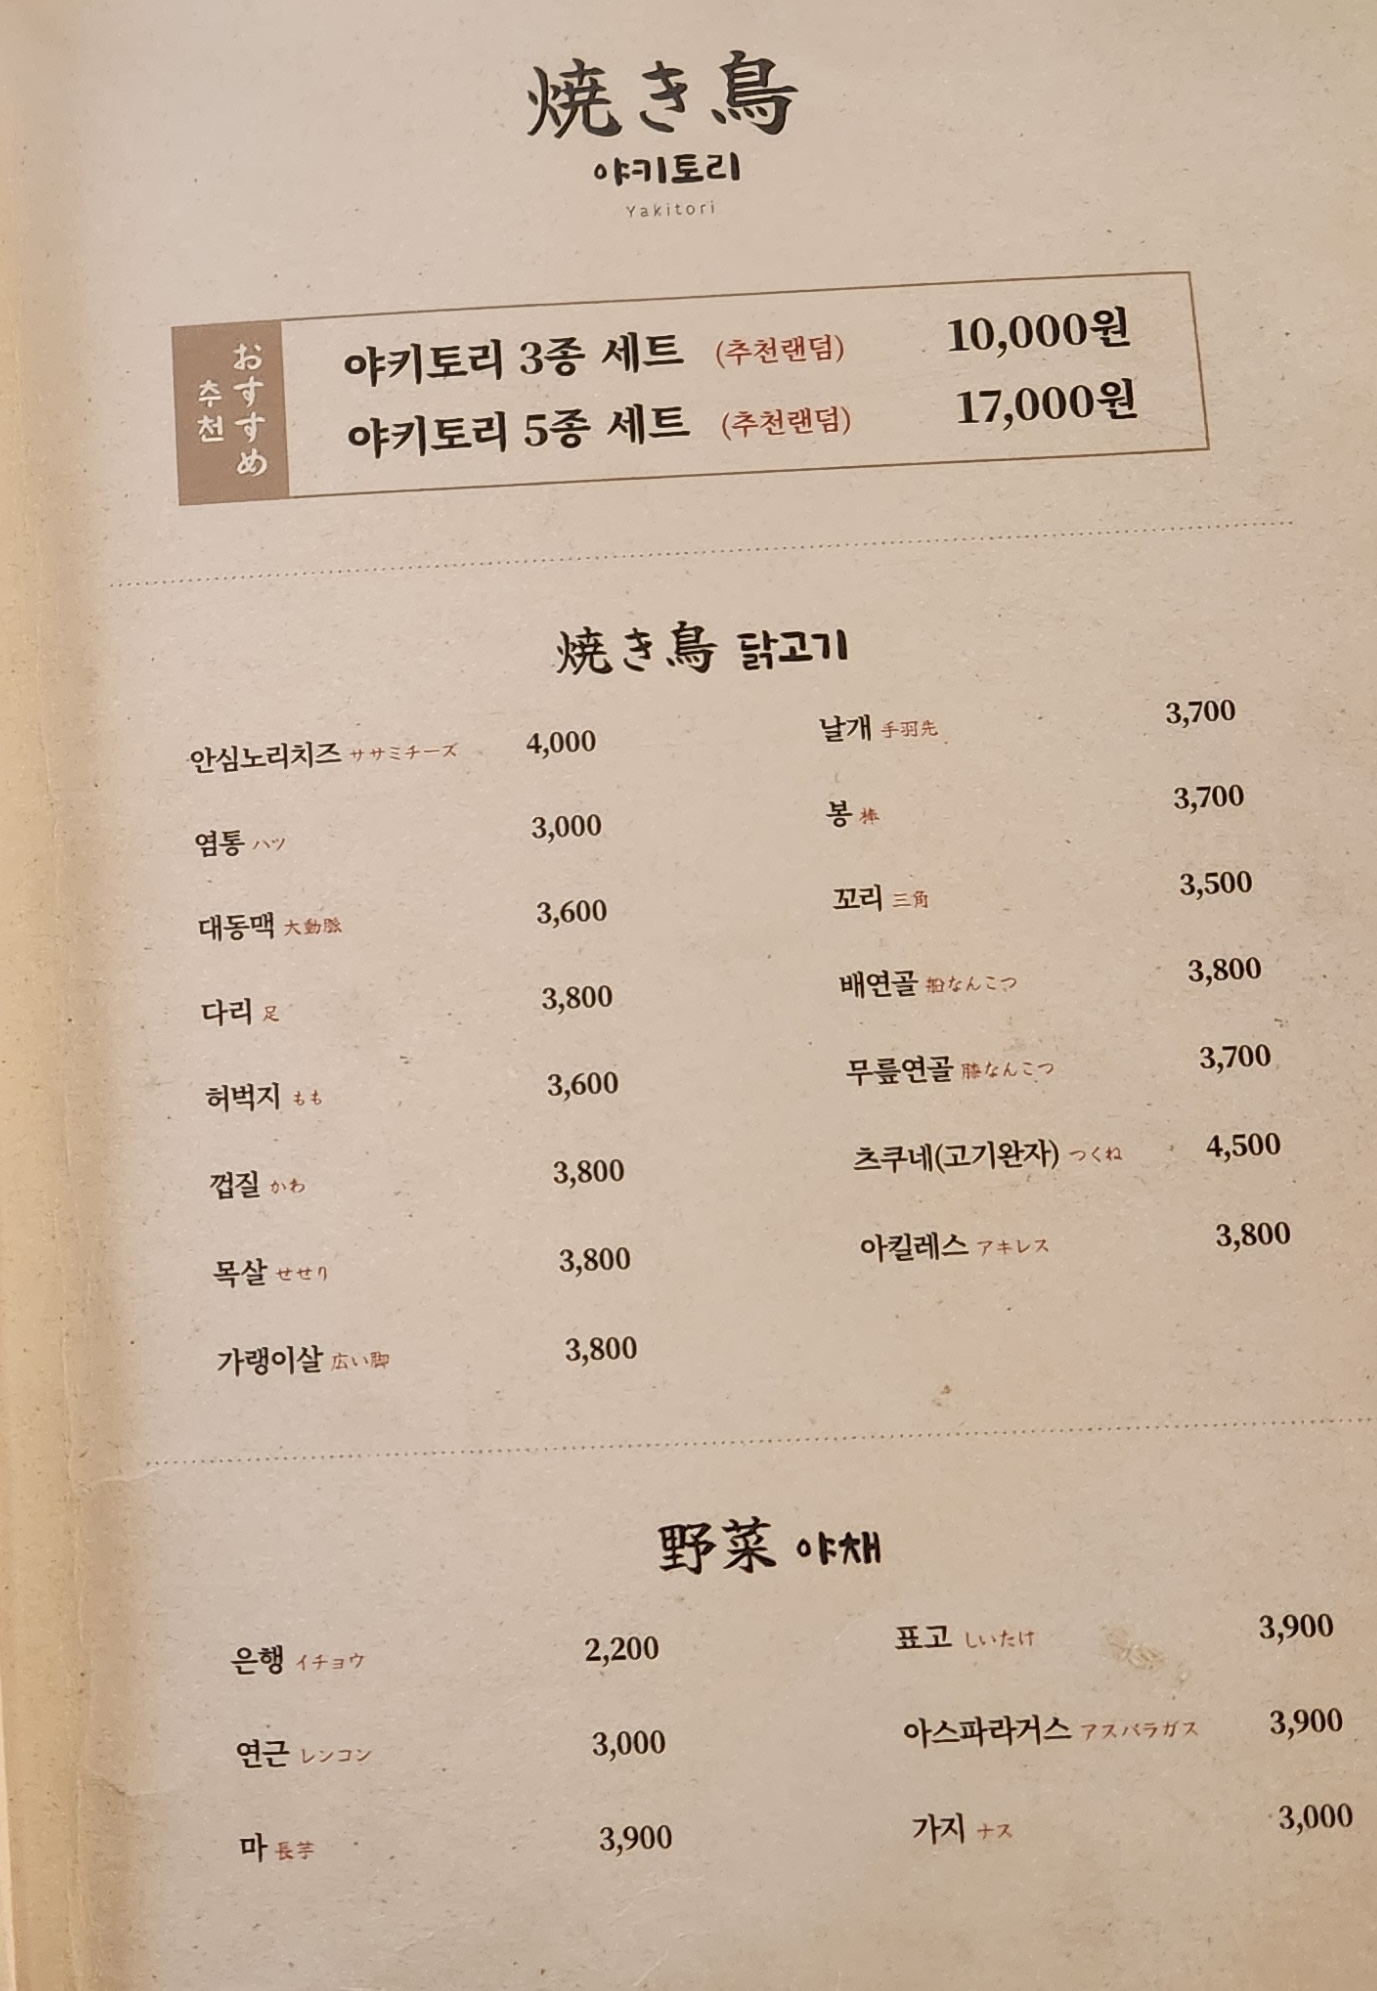 焼き鳥
야키토리
Yakitori
おすすめ
추천
야키토리 3종 세트 (추천랜덤) 10,000원
야키토리 5종 세트 (추천랜덤) 17,000원
焼き鳥 닭고기
안심노리치즈 ササミチーズ 4,000
염통 ハツ 3,000
대동맥 大動脈 3,600
다리 足 3,800
허벅지 もも 3,600
껍질 かわ 3,800
목살 せせり 3,800
가랭이살 広い脚 3,800
날개 手羽先 3,700
봉 棒 3,700
꼬리 三角 3,500
배연골 船なんこつ 3,800
무릎연골 膝なんこつ 3,700
츠쿠네(고기완자) つくね 4,500
아킬레스 アキレス 3,800
野菜 야채
은행 イチョウ 2,200
연근 レンコン 3,000
마 長芋 3,900
표고 しいたけ 3,900
아스파라거스 アスパラガス 3,900
가지 ナス 3,000